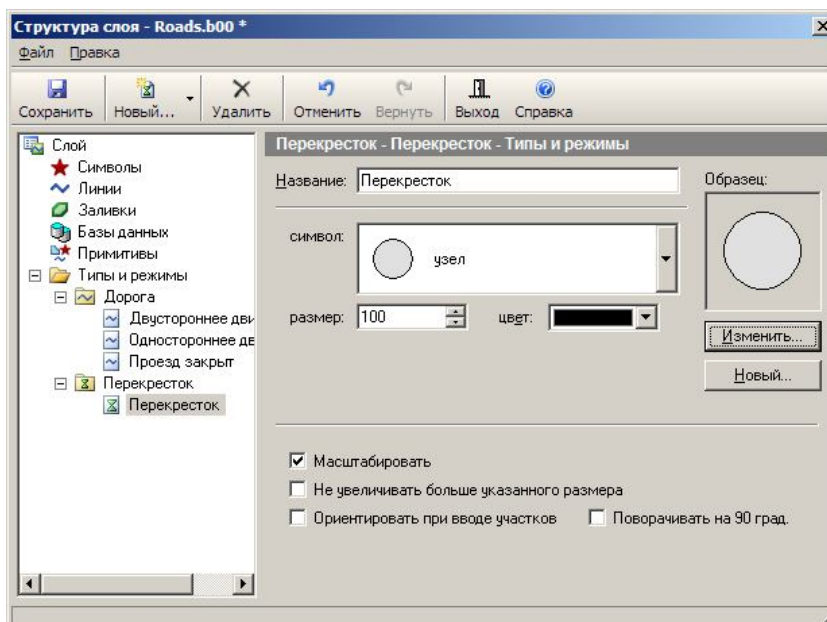 Структура слоя - Roads.b00 *
Файл Правка
Сохранить Новый... Удалить Отменить Вернуть Выход Справка
Слой
Символы
Линии
Заливки
Базы данных
Примитивы
Типы и режимы
Дорога
Двустороннее дви
Одностороннее дв
Проезд закрыт
Перекресток
Перекресток
Перекресток - Перекресток - Типы и режимы
Название: Перекресток
Образец:
символ: узел
размер: 100 цвет:
Изменить...
Новый...
Масштабировать
Не увеличивать больше указанного размера
Ориентировать при вводе участков Поворачивать на 90 град.